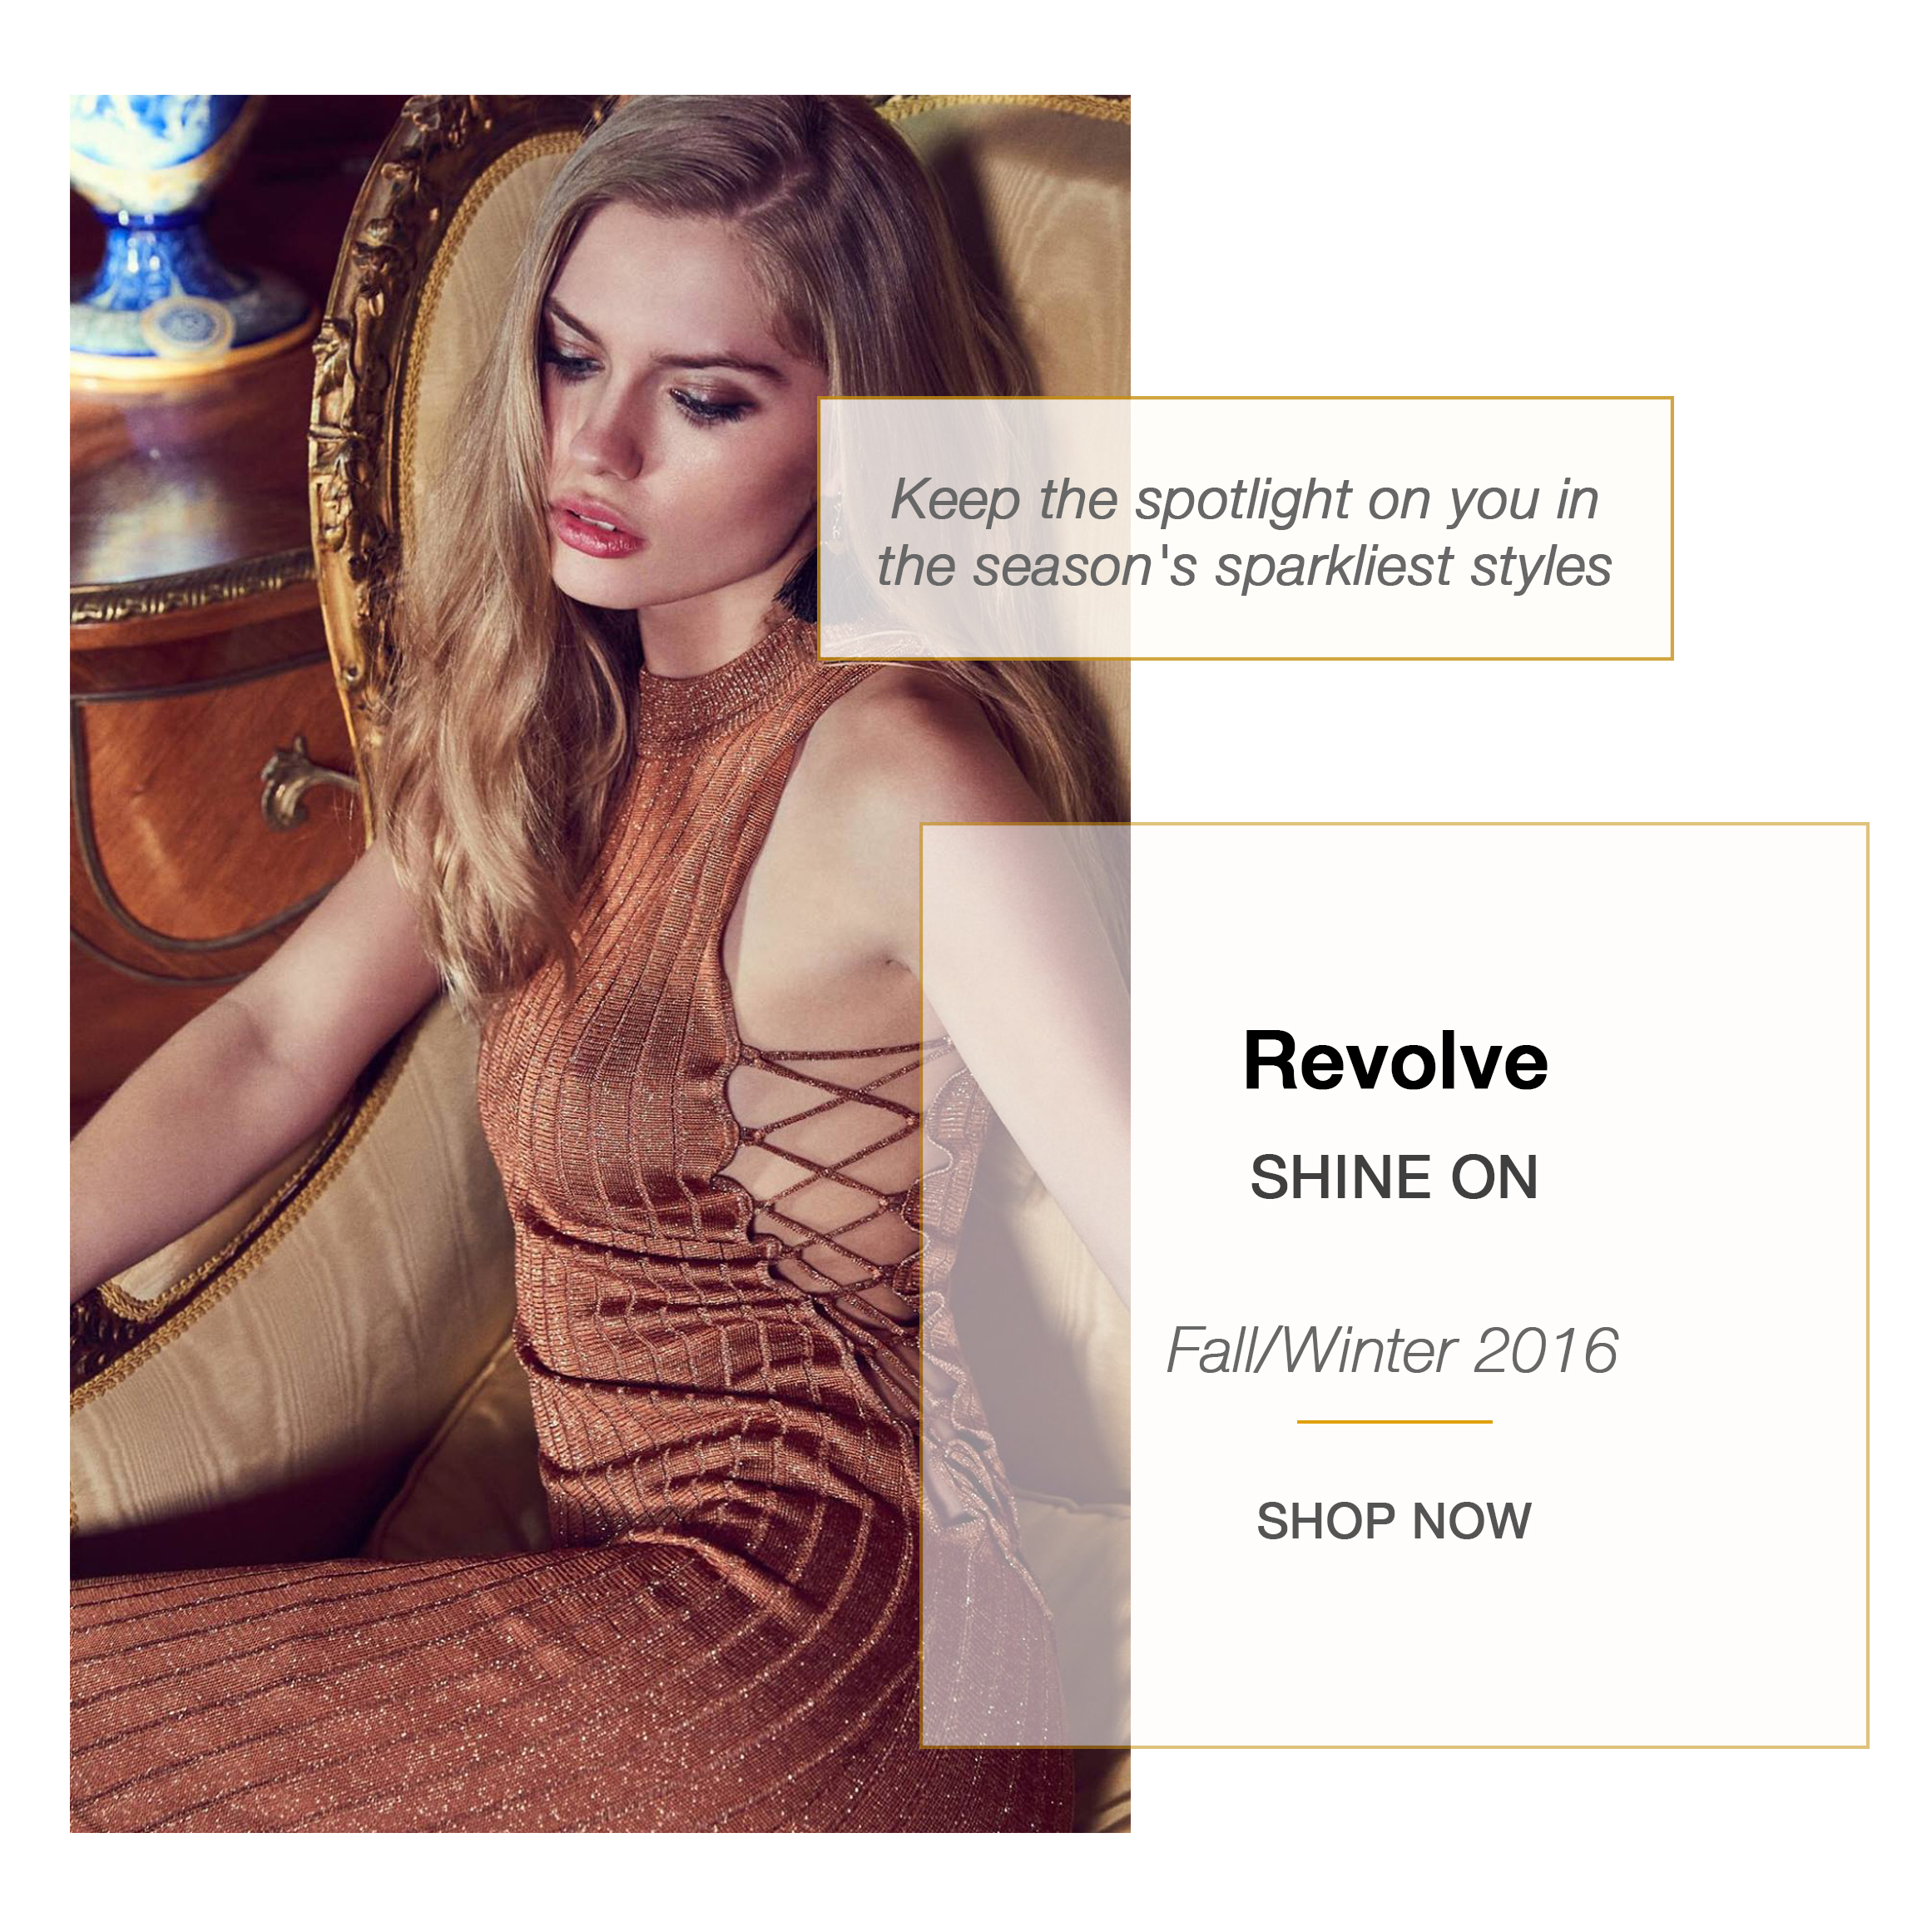 Keep the spotlight on you in
the season's sparkliest styles
Revolve
SHINE ON
Fall/Winter 2016
SHOP NOW